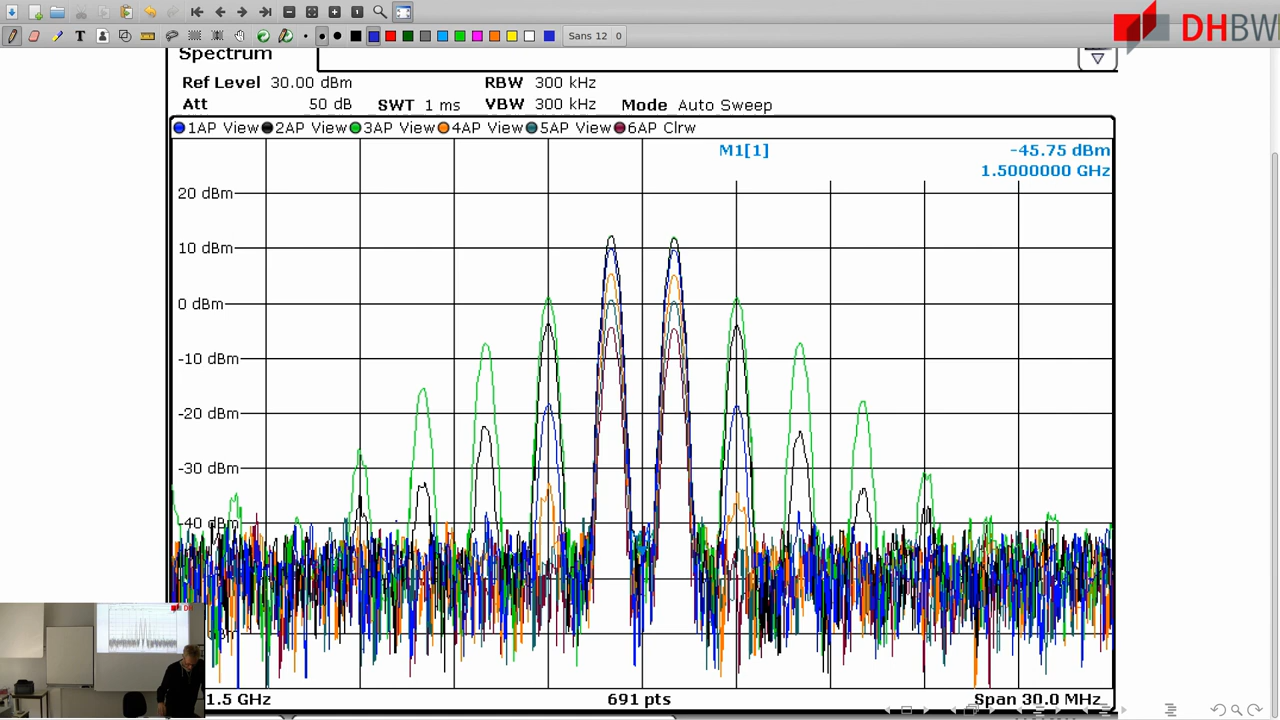 T
Sans 12 0
DHBW
Spectrum
Ref Level 30.00 dBm RBW 300 kHz
Att 50 dB SWT 1 ms VBW 300 kHz Mode Auto Sweep
1AP View 2AP View 3AP View 4AP View 5AP View 6AP Clrw
M1[1] -45.75 dBm
1.5000000 GHz
20 dBm
10 dBm
0 dBm
-10 dBm
-20 dBm
-30 dBm
-40 dBm
1.5 GHz 691 pts Span 30.0 MHz